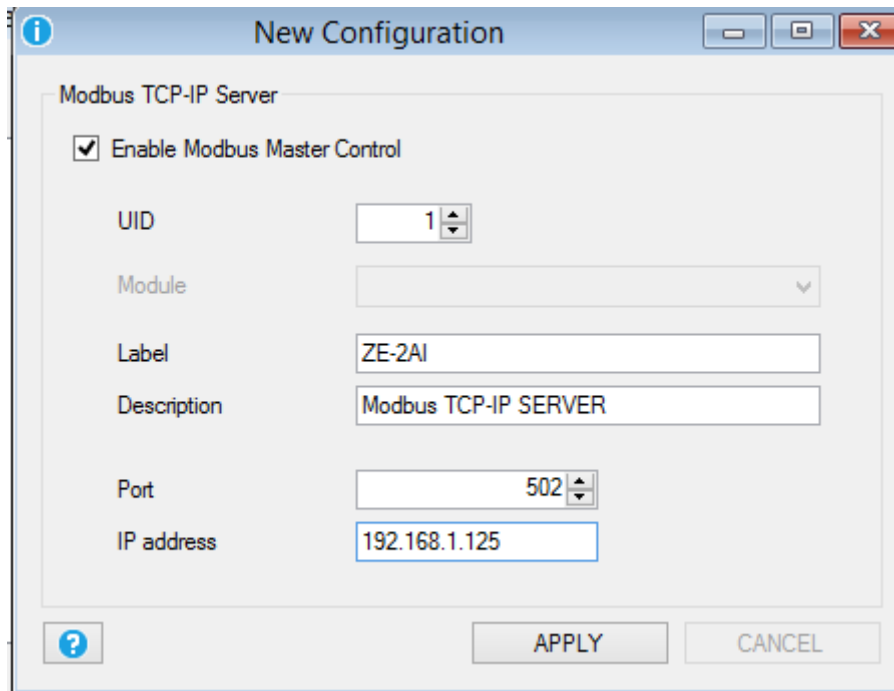 New Configuration
Modbus TCP-IP Server
Enable Modbus Master Control
UID 1
Module
Label ZE-2AI
Description Modbus TCP-IP SERVER
Port 502
IP address 192.168.1.125
APPLY CANCEL